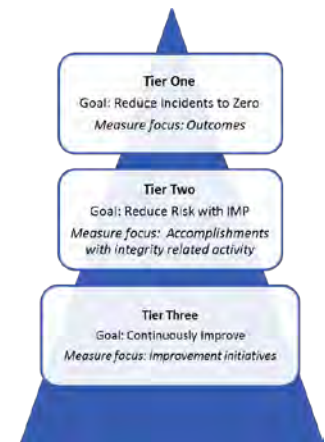 Tier One
Goal: Reduce Incidents to Zero
Measure focus: Outcomes
Tier Two
Goal: Reduce Risk with IMP
Measure focus: Accomplishments
with integrity related activity
Tier Three
Goal: Continuously Improve
Measure focus: Improvement initiatives